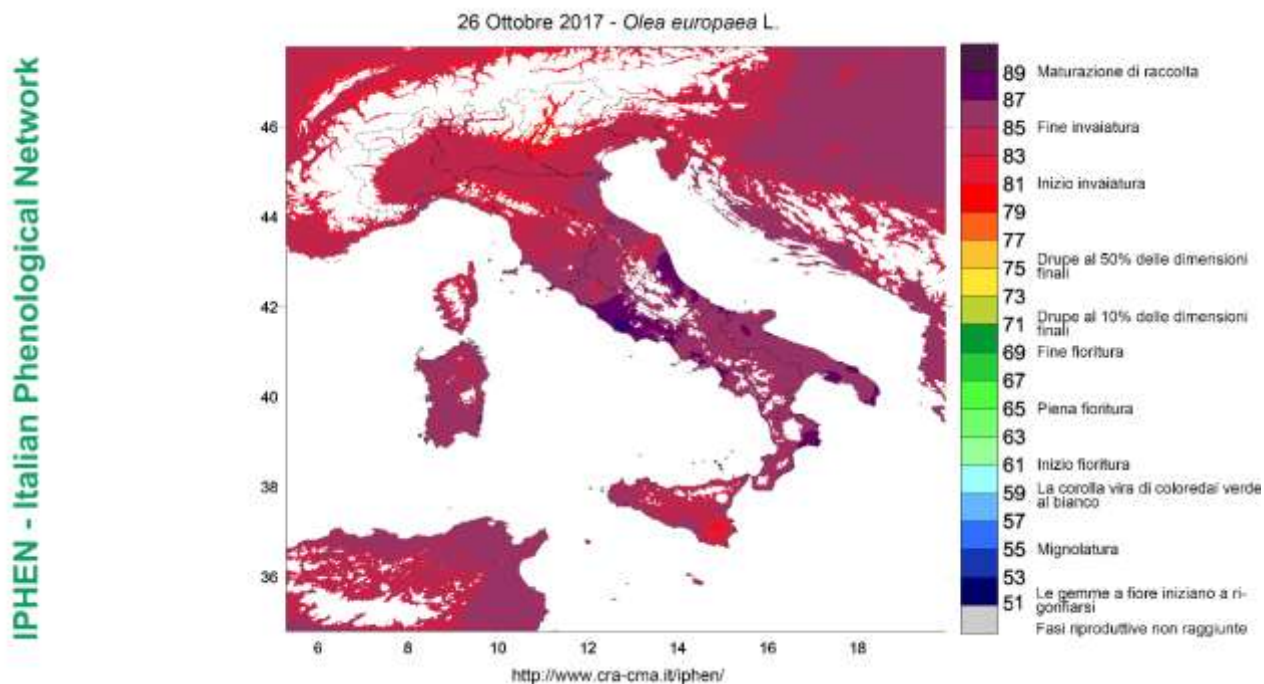 IPHEN - Italian Phenological Network
26 Ottobre 2017 - Olea europaea L.
46
44
42
40
38
36
6 8 10 12 14 16 18
http://www.cra-cma.it/iphen/
89 Maturazione di raccolta
87
85 Fine invaiatura
83
81 Inizio invaiatura
79
77
Drupe al 50% delle dimensioni
75 finali
73
Drupe al 10% delle dimensioni
71 finali
69 Fine fioritura
67
65 Piena fioritura
63
61 Inizio fioritura
59 La corolla vira di coloredai verde
al bianco
57
55 Mignolatura
53
Le gemme a fiore iniziano a ri-
51 gonfiarsi
Fasi riproduttive non raggiunte